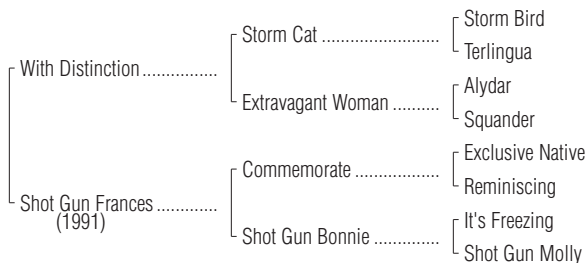 Storm Bird
Storm Cat ......................
Terlingua
With Distinction ..............
Alydar
Extravagant Woman .........
Squander
Exclusive Native
Commemorate ................
Reminiscing
Shot Gun Frances ............
(1991)
It's Freezing
Shot Gun Bonnie .............
Shot Gun Molly